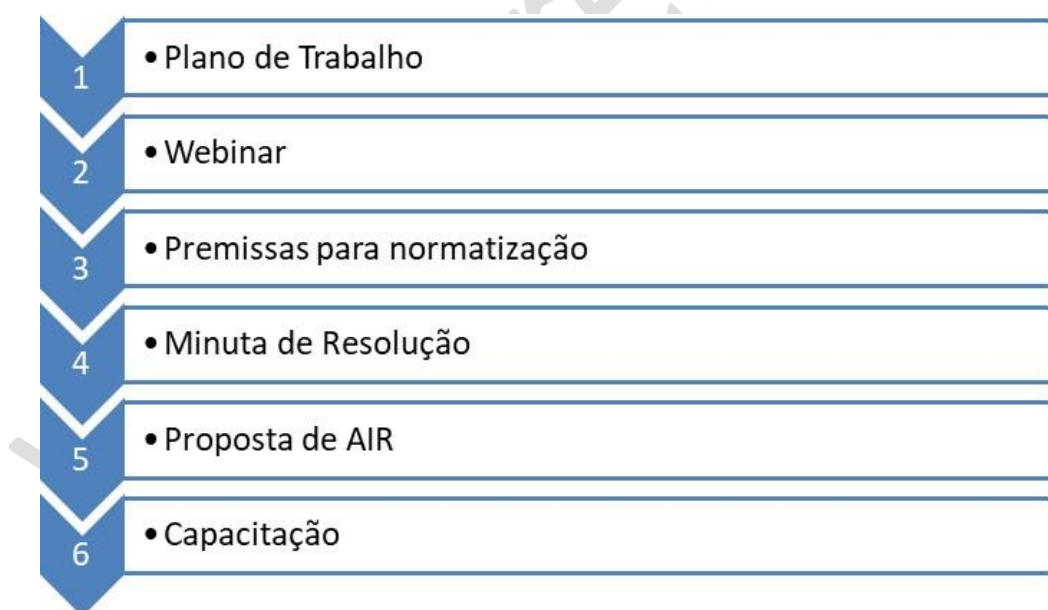 1 • Plano de Trabalho
2 • Webinar
3 • Premissas para normatização
4 • Minuta de Resolução
5 • Proposta de AIR
6 • Capacitação